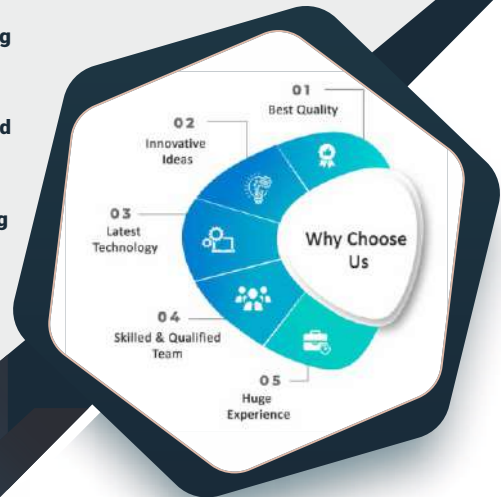 g
d
g
01
Best Quality
02
Innovative
Ideas
03
Latest
Technology
04
Skilled & Qualified
Team
05
Huge
Experience
Why Choose
Us